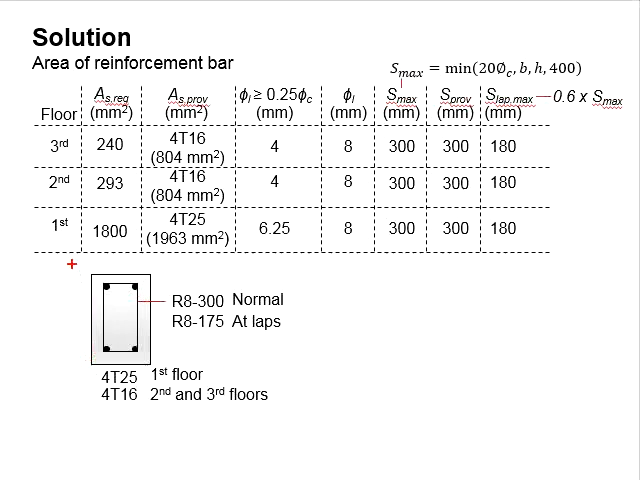 Solution
Area of reinforcement bar
Smax = min(20Øc, b, h, 400)
Floor As,req (mm²) As,prov (mm²) ϕl ≥ 0.25ϕc (mm) ϕl (mm) Smax (mm) Sprov (mm) Slap,max (mm) 0.6 x Smax
3rd 240 4T16 (804 mm²) 4 8 300 300 180
2nd 293 4T16 (804 mm²) 4 8 300 300 180
1st 1800 4T25 (1963 mm²) 6.25 8 300 300 180
+
R8-300 Normal
R8-175 At laps
4T25 1st floor
4T16 2nd and 3rd floors